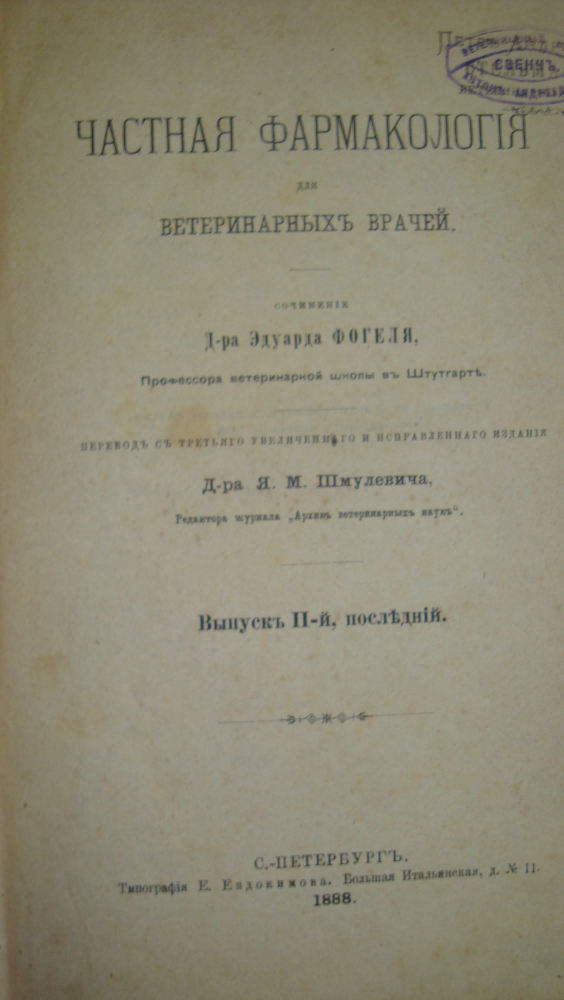 СВЕНЧЪ.
ЧАСТНАЯ ФАРМАКОЛОГІЯ
для
ВЕТЕРИНАРНЫХЪ ВРАЧЕЙ.
СОЧИНЕНІЕ
Д-ра Эдуарда ФОГЕЛЯ,
Профессора ветеринарной школы въ Штутгартѣ.
ПЕРЕВОДЪ СЪ ТРЕТЬЯГО УВЕЛИЧЕННАГО И ИСПРАВЛЕННАГО ИЗДАНІЯ
Д-ра Я. М. Шмулевича,
Редактора журнала „Архивъ ветеринарныхъ наукъ“.
Выпускъ II-й, послѣдній.
С.-ПЕТЕРБУРГЪ.
Типографія Е. Евдокимова. Большая Итальянская, д. № 11.
1888.